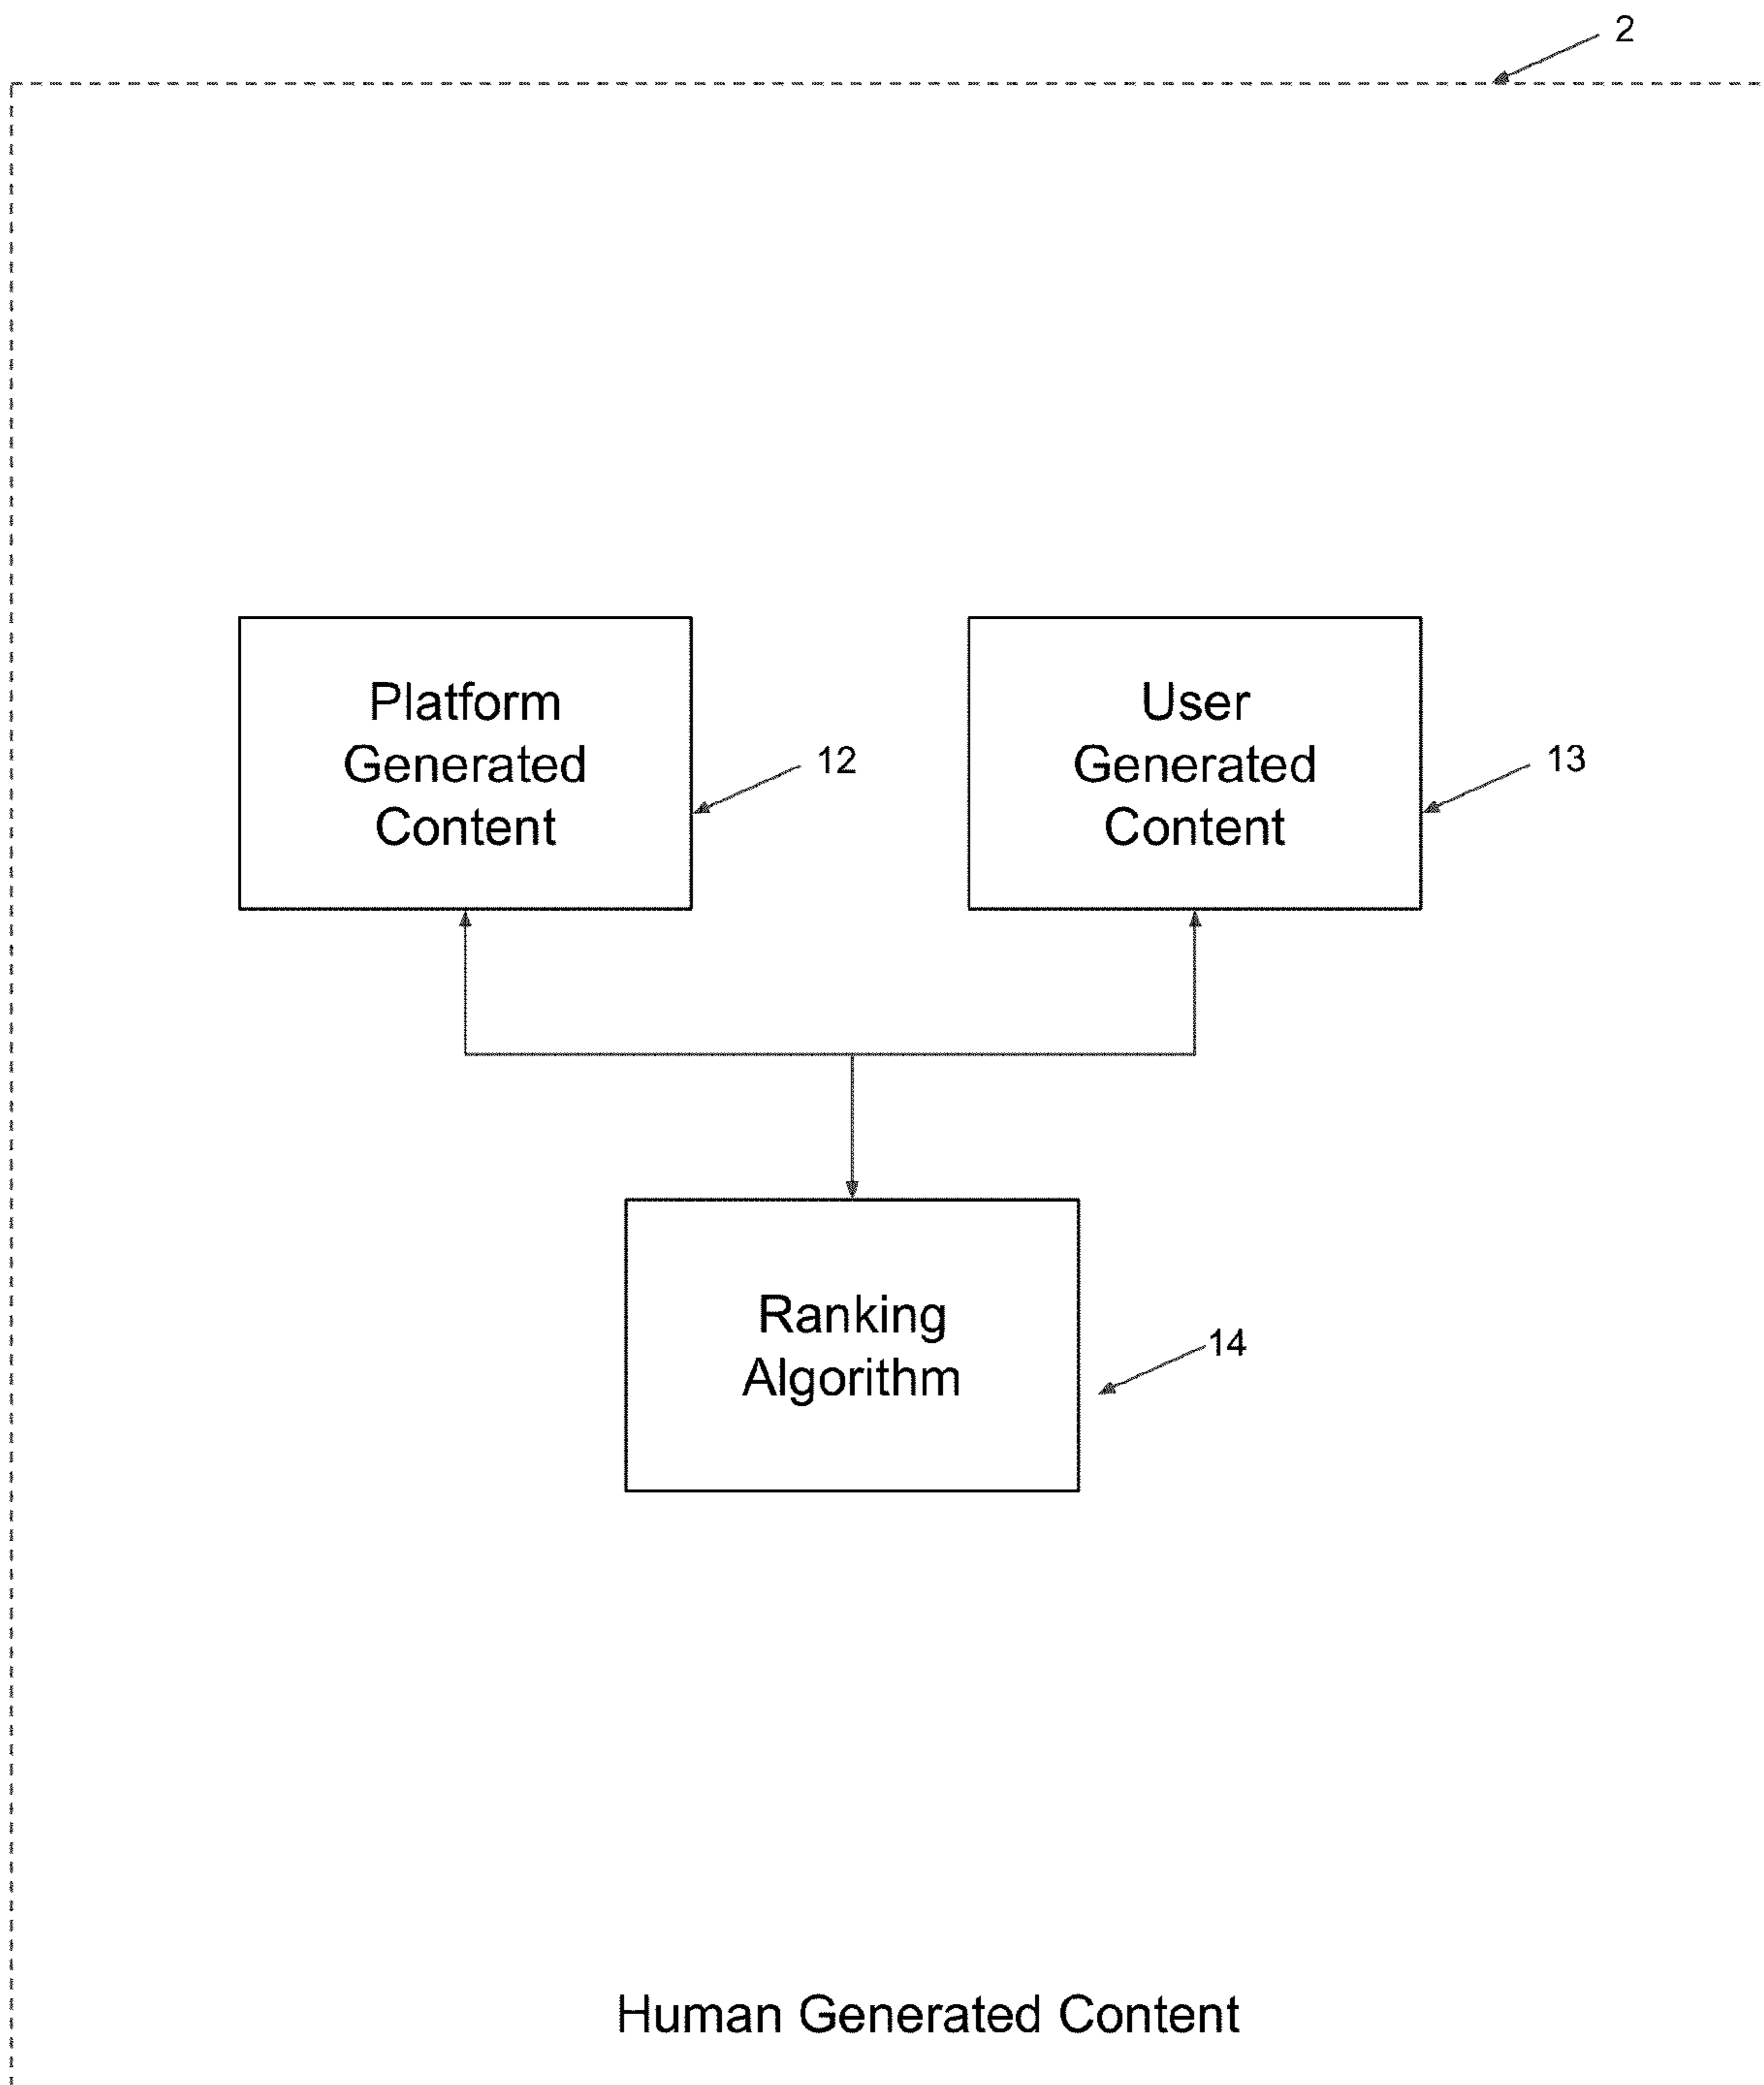 2
Platform
Generated
Content
12
User
Generated
Content
13
Ranking
Algorithm
14
Human Generated Content